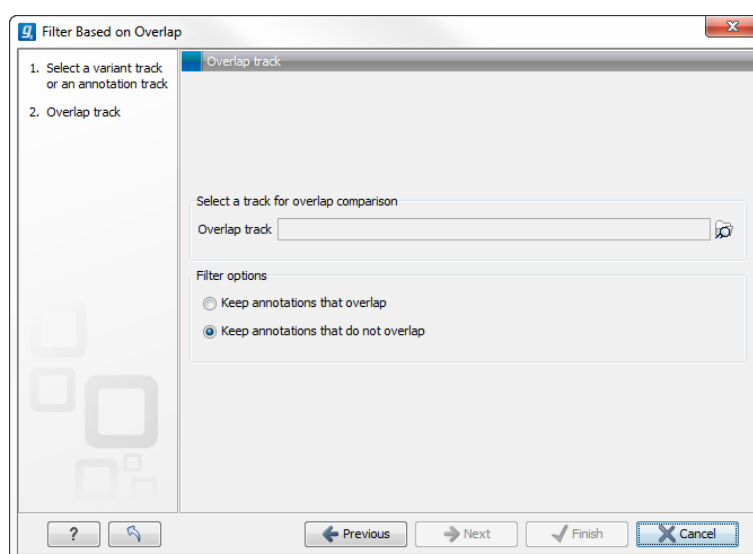 Filter Based on Overlap
1. Select a variant track
or an annotation track
2. Overlap track
Overlap track
Select a track for overlap comparison
Overlap track
Filter options
Keep annotations that overlap
Keep annotations that do not overlap
?
Previous
Next
Finish
Cancel